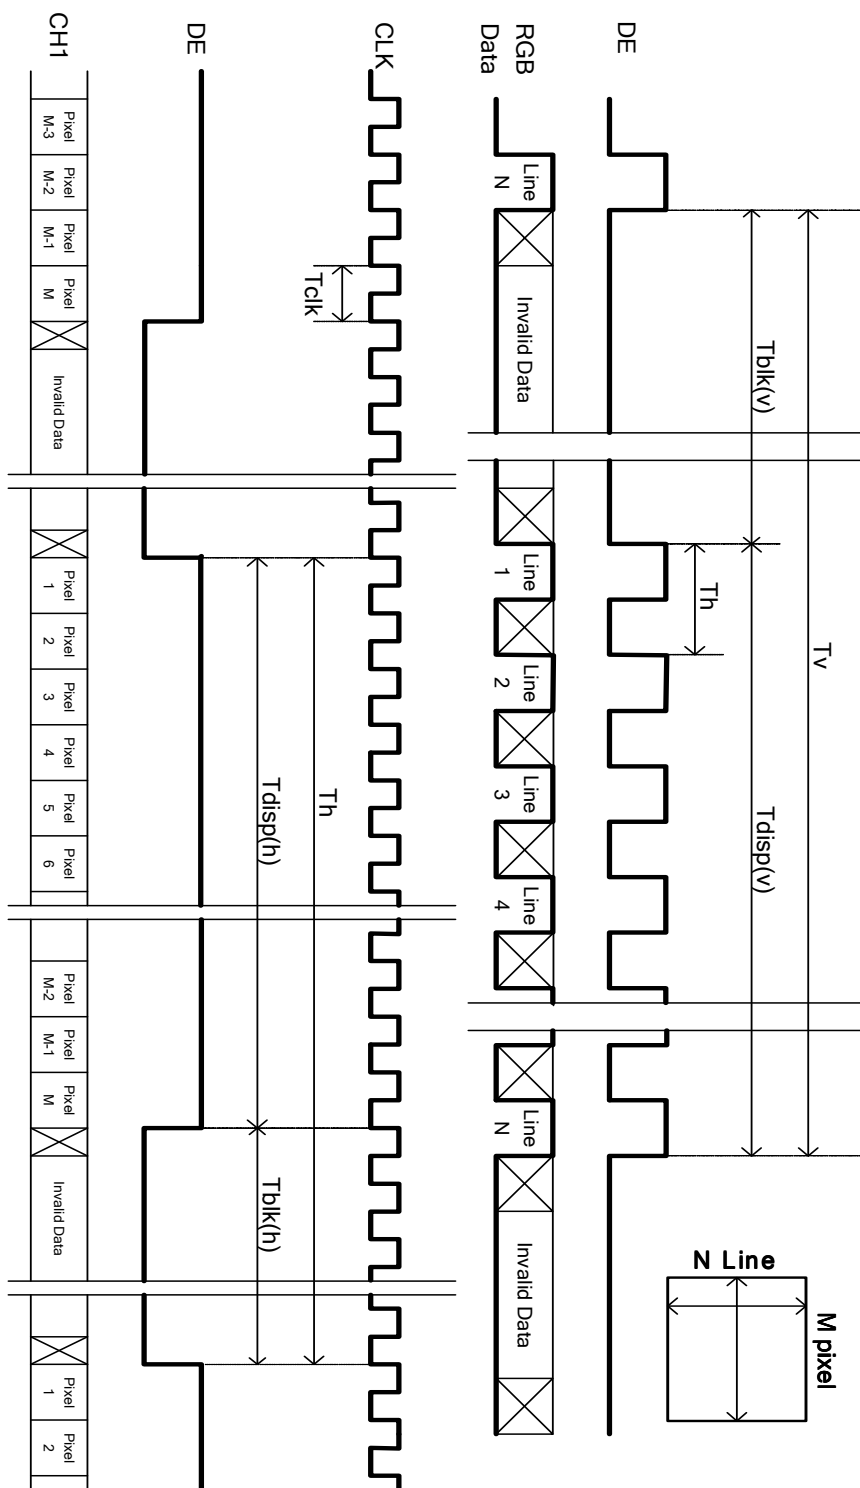 DE
Tv
Tblk(v)
Tdisp(v)
Th
N Line
M pixel
RGB
Data
Line
N
Invalid Data
Line
1
Line
2
Line
3
Line
4
Line
N
Invalid Data
CLK
Tclk
Th
DE
Tdisp(h)
Tblk(h)
CH1
Pixel
M-3
Pixel
M-2
Pixel
M-1
Pixel
M
Invalid Data
Pixel
1
Pixel
2
Pixel
3
Pixel
4
Pixel
5
Pixel
6
Pixel
M-2
Pixel
M-1
Pixel
M
Invalid Data
Pixel
1
Pixel
2